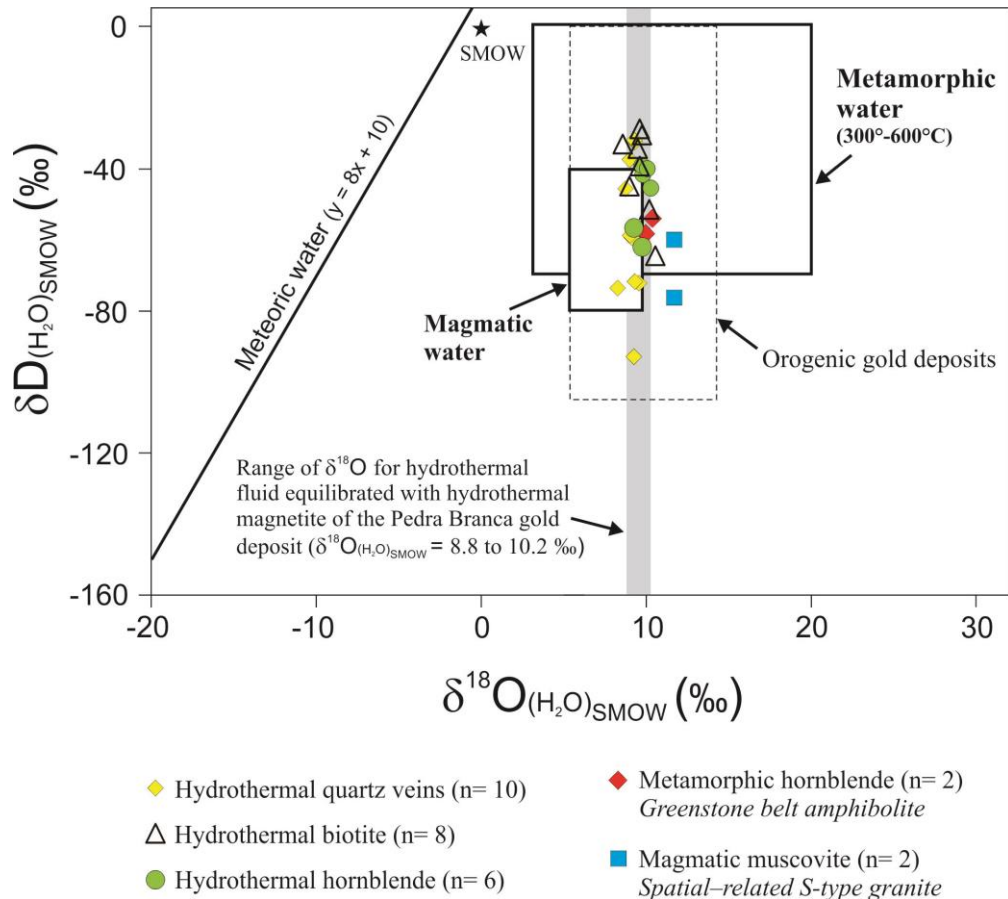 0
-40
-80
-120
-160
δD(H₂O)SMOW (‰)
★
SMOW
Meteoric water (y = 8x + 10)
Metamorphic
water
(300°-600°C)
Magmatic
water
Orogenic gold deposits
Range of δ¹⁸O for hydrothermal
fluid equilibrated with hydrothermal
magnetite of the Pedra Branca gold
deposit (δ¹⁸O(H₂O)SMOW = 8.8 to 10.2 ‰)
-20 -10 0 10 20 30
δ¹⁸O(H₂O)SMOW (‰)
Hydrothermal quartz veins (n= 10)
Hydrothermal biotite (n= 8)
Hydrothermal hornblende (n= 6)
Metamorphic hornblende (n= 2)
Greenstone belt amphibolite
Magmatic muscovite (n= 2)
Spatial–related S-type granite